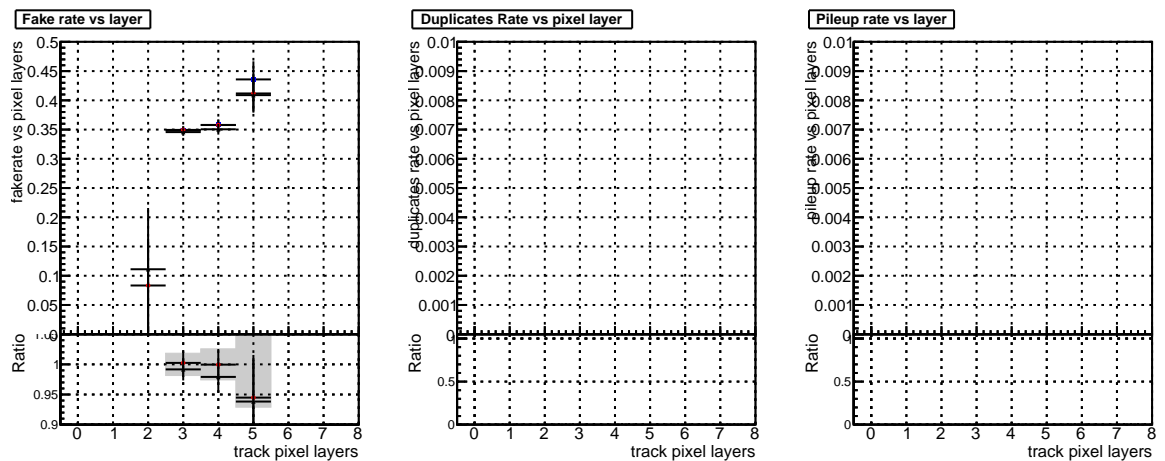 Fake rate vs layer
fakerate vs pixel layers
0.5
0.45
0.4
0.35
0.3
0.25
0.2
0.15
0.1
0.05
Ratio
1
0.95
0.9
0 1 2 3 4 5 6 7 8
track pixel layers
Duplicates Rate vs pixel layer
duplicates rate vs pixel layers
0.01
0.009
0.008
0.007
0.006
0.005
0.004
0.003
0.002
0.001
0
Ratio
1
0.5
0
0 1 2 3 4 5 6 7 8
track pixel layers
Pileup rate vs layer
pileup rate vs pixel layers
0.01
0.009
0.008
0.007
0.006
0.005
0.004
0.003
0.002
0.001
0
Ratio
1
0.5
0
0 1 2 3 4 5 6 7 8
track pixel layers